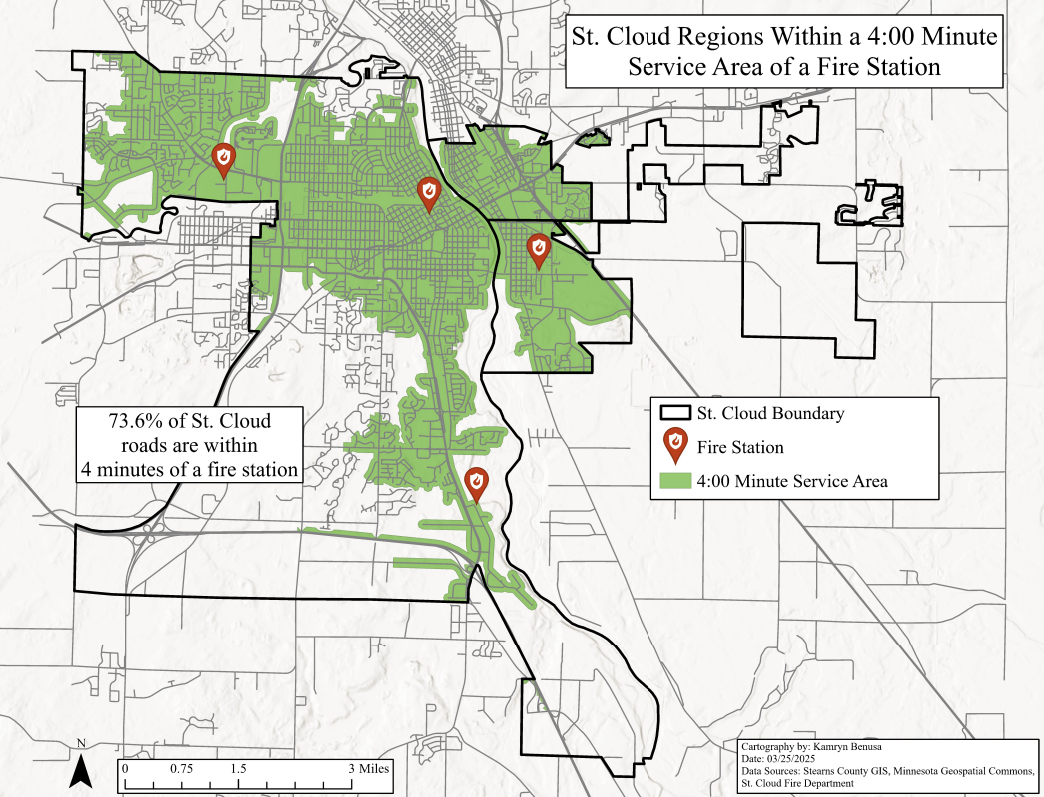 St. Cloud Regions Within a 4:00 Minute
Service Area of a Fire Station
73.6% of St. Cloud
roads are within
4 minutes of a fire station
St. Cloud Boundary
Fire Station
4:00 Minute Service Area
N
0 0.75 1.5 3 Miles
Cartography by: Kamryn Benusa
Date: 03/25/2025
Data Sources: Stearns County GIS, Minnesota Geospatial Commons,
St. Cloud Fire Department